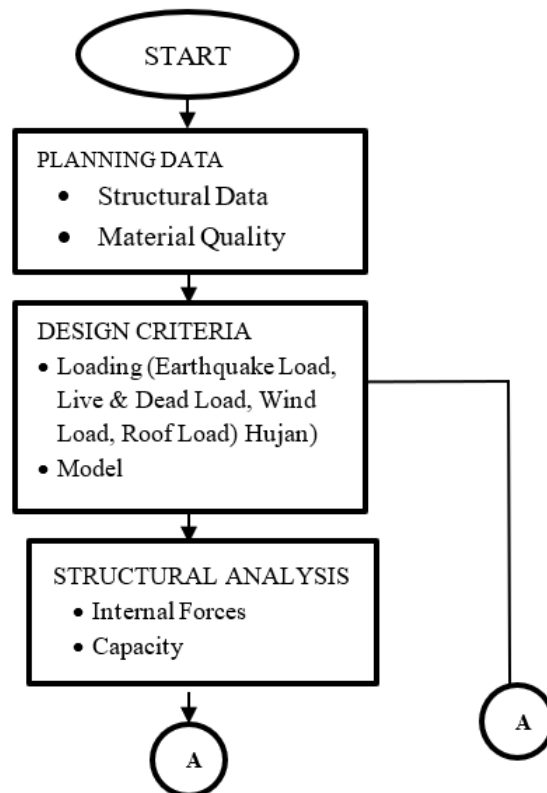 START
PLANNING DATA
• Structural Data
• Material Quality
DESIGN CRITERIA
• Loading (Earthquake Load,
Live & Dead Load, Wind
Load, Roof Load) Hujan)
• Model
STRUCTURAL ANALYSIS
• Internal Forces
• Capacity
A
A